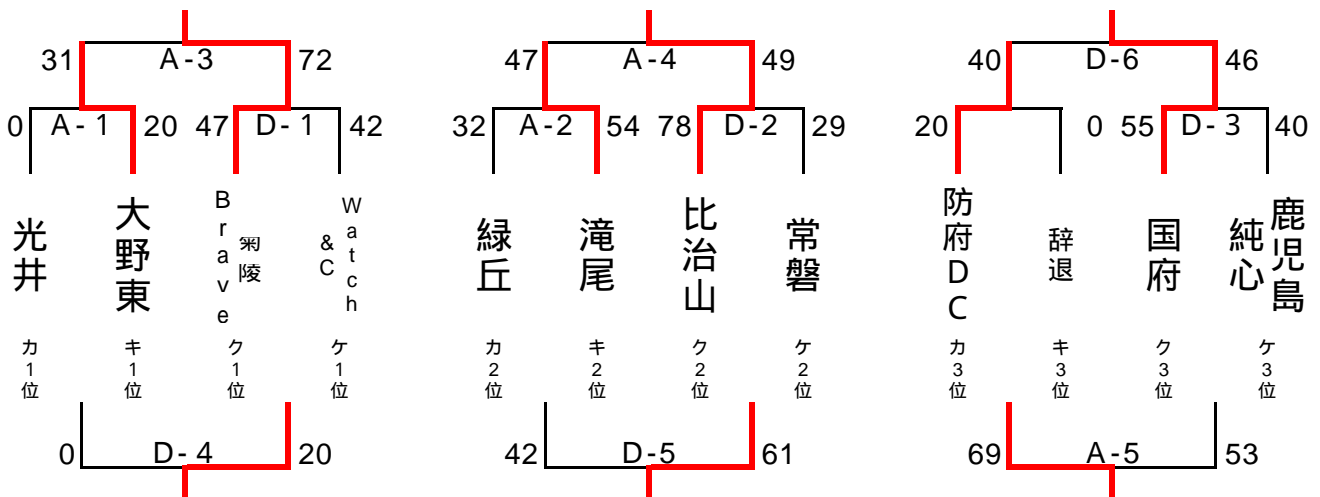 31 A-3 72 47 A-4 49 40 D-6 46
0 A-1 20 47 D-1 42 32 A-2 54 78 D-2 29 20 0 55 D-3 40
光井
大野東
Brave
菊陵
&C
Watch
緑丘
滝尾
比治山
常磐
防府DC
辞退
国府
純心
鹿児島
カ1位 キ1位 ク1位 ケ1位 カ2位 キ2位 ク2位 ケ2位 カ3位 キ3位 ク3位 ケ3位
0 D-4 20 42 D-5 61 69 A-5 53